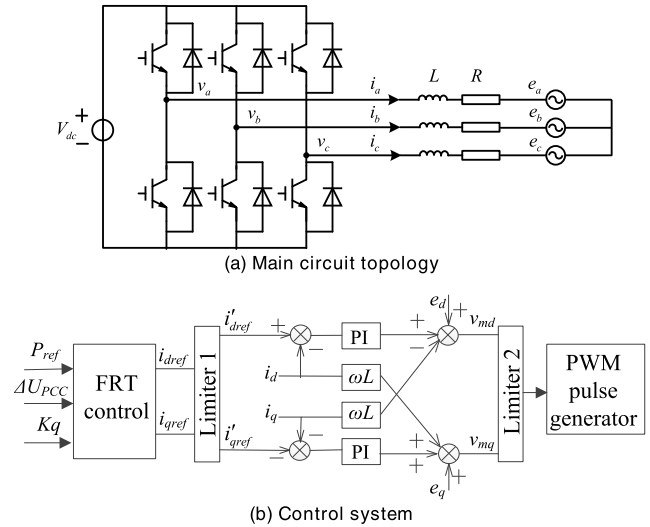 V_dc
+
−
v_a
v_b
v_c
i_a
i_b
i_c
L
R
e_a
e_b
e_c
(a) Main circuit topology
P_ref
ΔU_PCC
Kq
FRT
control
i_dref
i_qref
Limiter 1
i'_dref
i'_qref
+
−
i_d
i_q
−
−
PI
ωL
ωL
PI
e_d
+
+
−
+
+
e_q
+
v_md
v_mq
Limiter 2
PWM
pulse
generator
(b) Control system